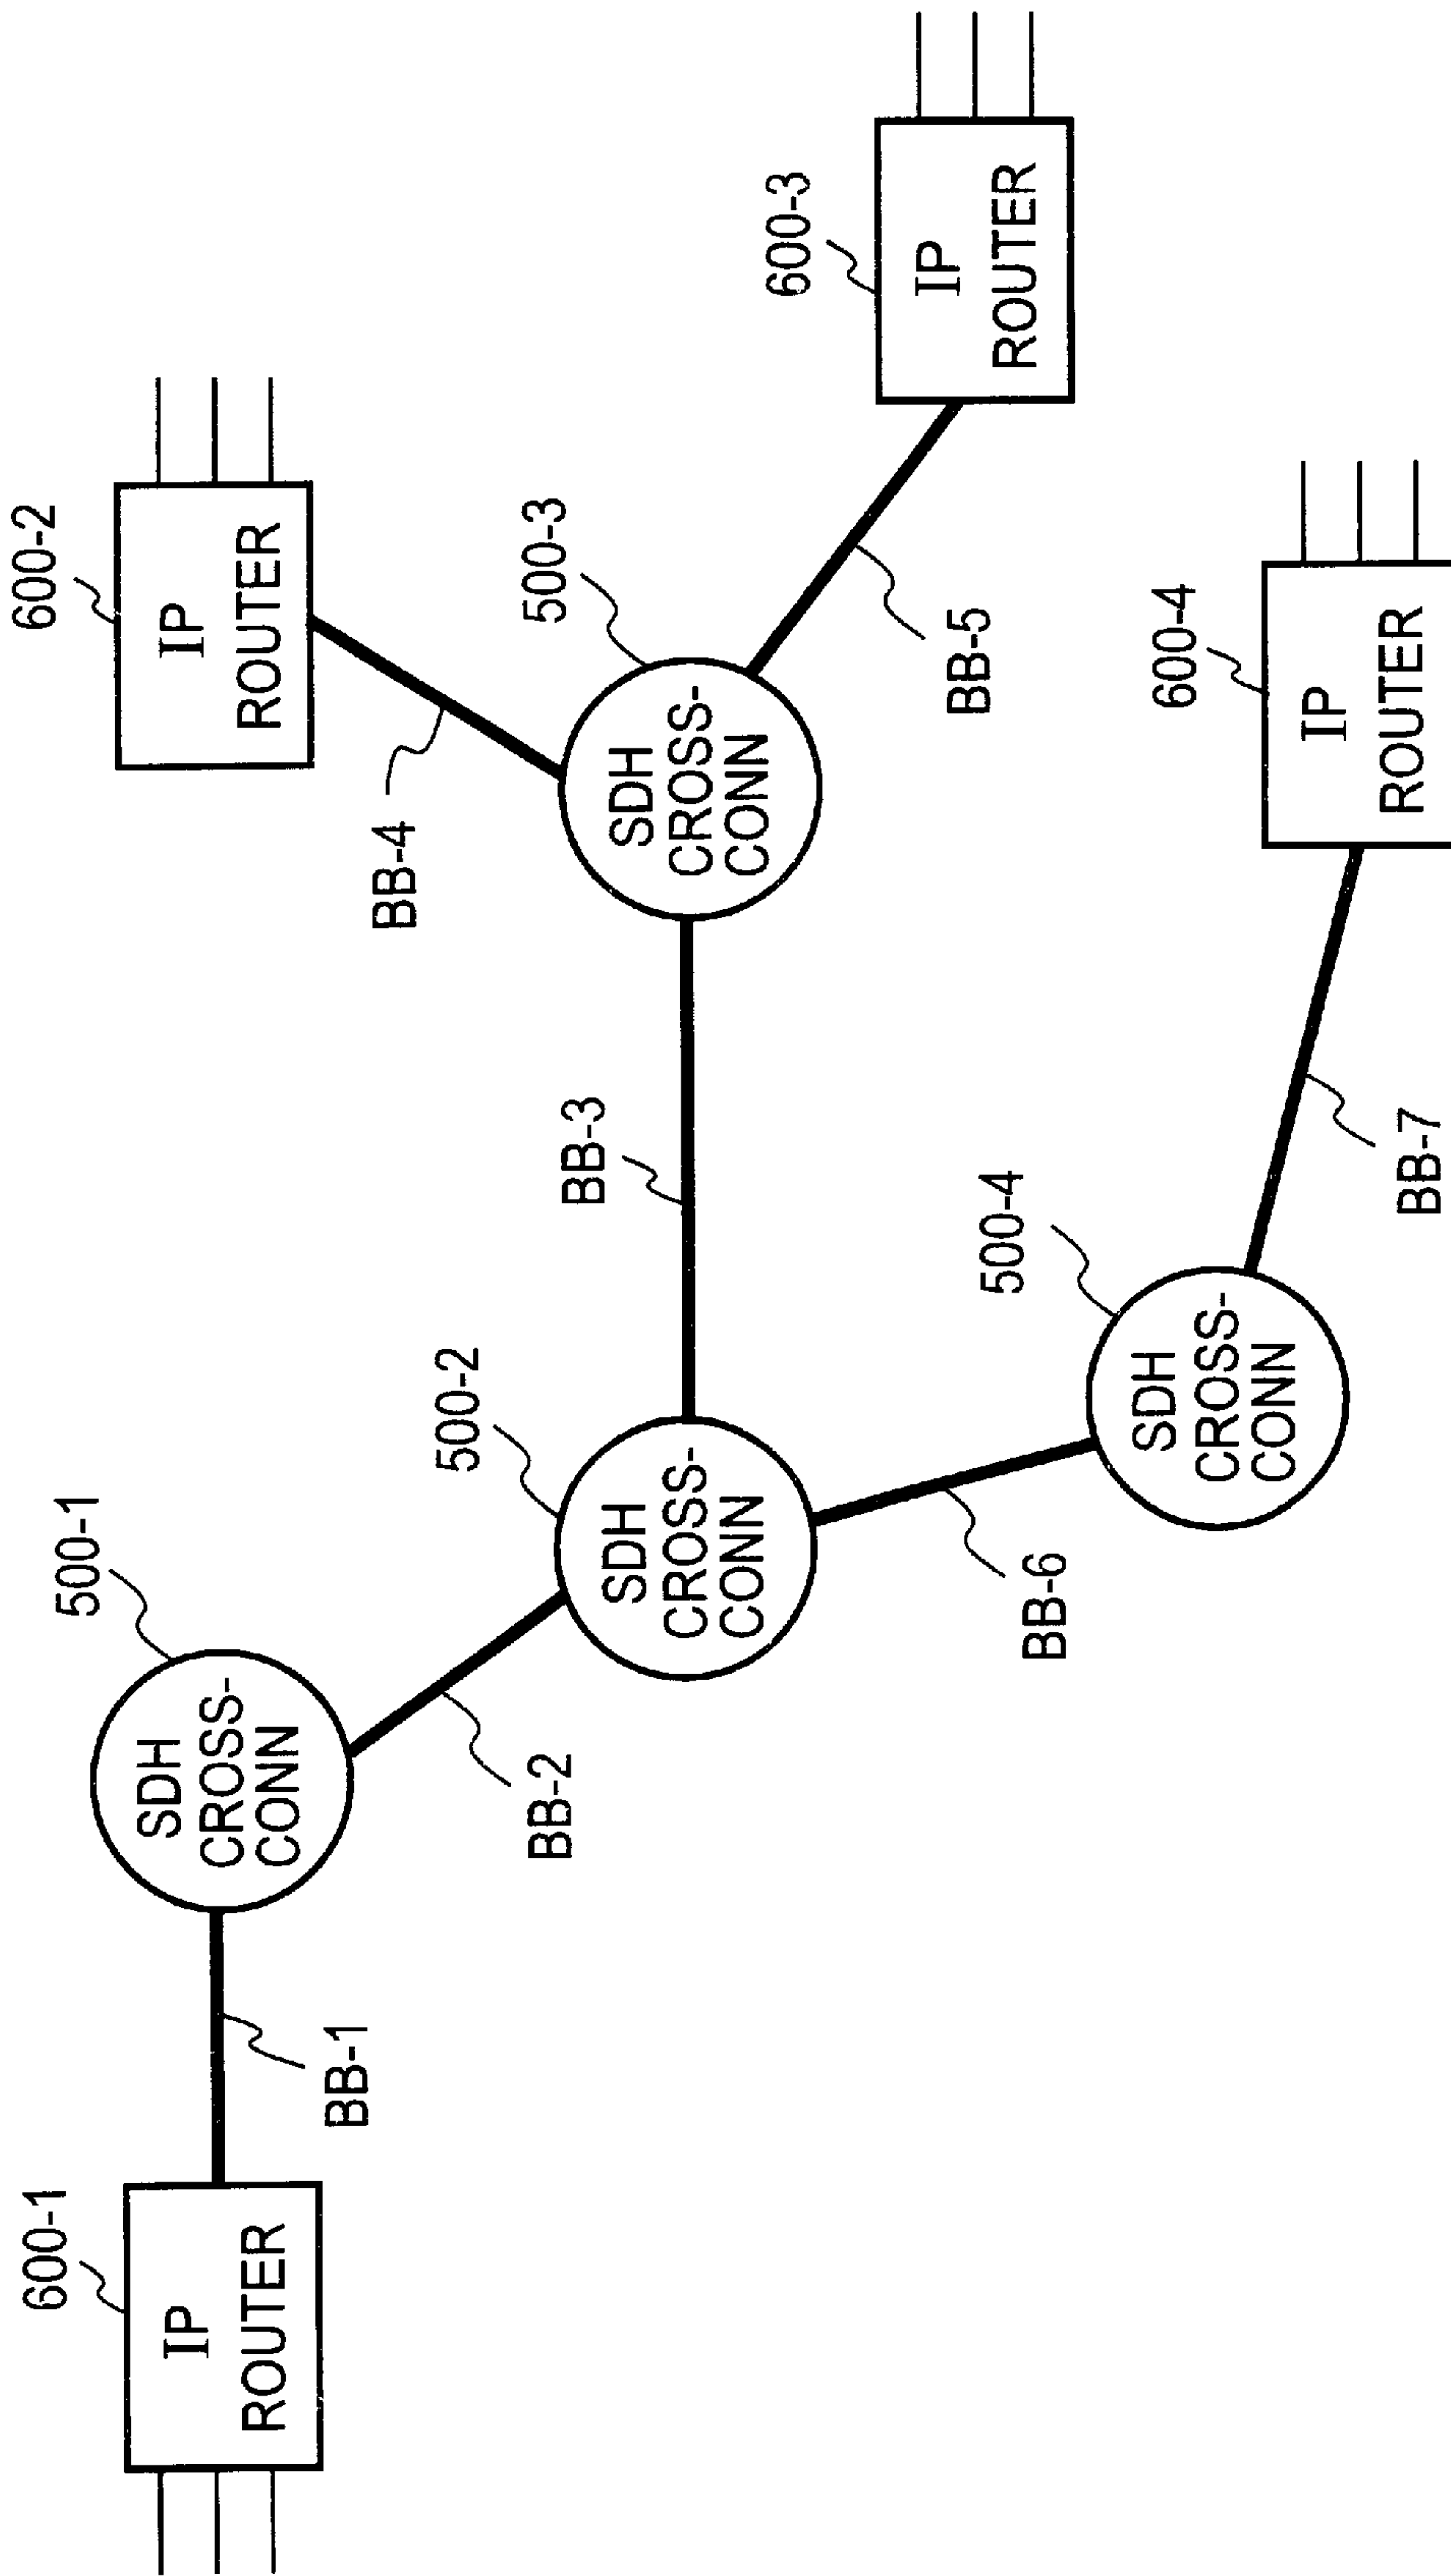 600-1
IP
ROUTER
BB-1
500-1
SDH
CROSS-
CONN
BB-2
500-2
SDH
CROSS-
CONN
BB-3
BB-6
500-4
SDH
CROSS-
CONN
BB-7
600-4
IP
ROUTER
500-3
SDH
CROSS-
CONN
BB-4
600-2
IP
ROUTER
BB-5
600-3
IP
ROUTER